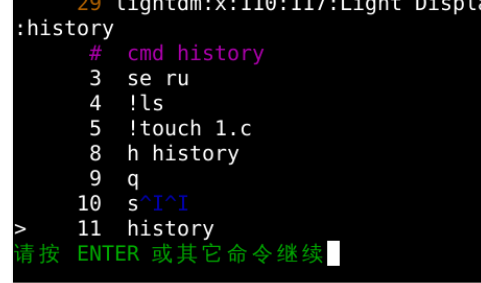 29 lightdm:x:110:117:Light Displa
:history
# cmd history
3 se ru
4 !ls
5 !touch 1.c
8 h history
9 q
10 s^I^I
> 11 history
请按 ENTER 或其它命令继续